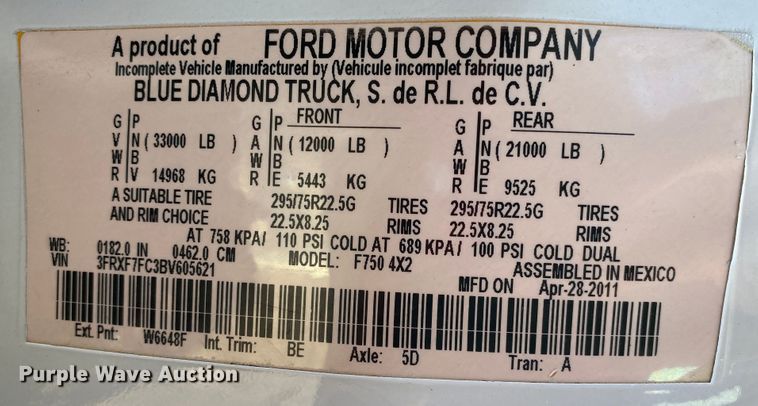 A product of FORD MOTOR COMPANY
Incomplete Vehicle Manufactured by (Vehicule incomplet fabrique par)
BLUE DIAMOND TRUCK, S. de R.L. de C.V.
FRONT REAR
G P G P G P
V N ( 33000 LB ) A N ( 12000 LB ) A N ( 21000 LB )
W B W B W B
R V 14968 KG R E 5443 KG R E 9525 KG
A SUITABLE TIRE 295/75R22.5G TIRES 295/75R22.5G TIRES
AND RIM CHOICE 22.5X8.25 RIMS 22.5X8.25 RIMS
AT 758 KPA/ 110 PSI COLD AT 689 KPA/ 100 PSI COLD DUAL
WB: 0182.0 IN 0462.0 CM
VIN 3FRXF7FC3BV605621 MODEL: F750 4X2 ASSEMBLED IN MEXICO
MFD ON Apr-28-2011
Ext. Pnt: W6648F Int. Trim: BE Axle: 5D Tran: A
Purple Wave Auction